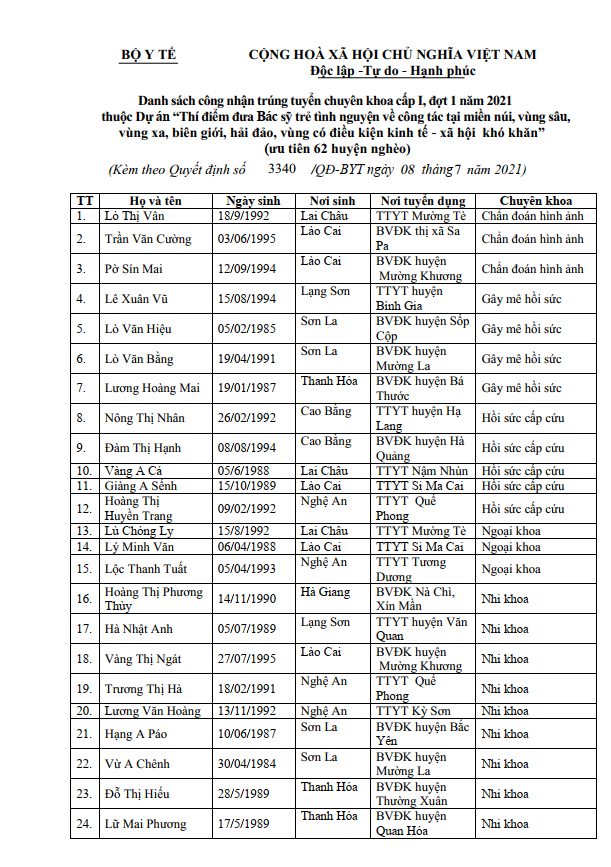 BỘ Y TẾ CỘNG HOÀ XÃ HỘI CHỦ NGHĨA VIỆT NAM
Độc lập -Tự do - Hạnh phúc
Danh sách công nhận trúng tuyển chuyên khoa cấp I, đợt 1 năm 2021
thuộc Dự án “Thí điểm đưa Bác sỹ trẻ tình nguyện về công tác tại miền núi, vùng sâu,
vùng xa, biên giới, hải đảo, vùng có điều kiện kinh tế - xã hội khó khăn”
(ưu tiên 62 huyện nghèo)
(Kèm theo Quyết định số 3340 /QĐ-BYT ngày 08 tháng 7 năm 2021)
TT Họ và tên Ngày sinh Nơi sinh Nơi tuyển dụng Chuyên khoa
1. Lò Thị Vân 18/9/1992 Lai Châu TTYT Mường Tè Chẩn đoán hình ảnh
2. Trần Văn Cường 03/06/1995 Lào Cai BVĐK thị xã Sa
Pa Chẩn đoán hình ảnh
3. Pờ Sín Mai 12/09/1994 Lào Cai BVĐK huyện
Mường Khương Chẩn đoán hình ảnh
4. Lê Xuân Vũ 15/08/1994 Lạng Sơn TTYT huyện
Bình Gia Gây mê hồi sức
5. Lò Văn Hiệu 05/02/1985 Sơn La BVĐK huyện Sốp
Cộp Gây mê hồi sức
6. Lò Văn Bằng 19/04/1991 Sơn La BVĐK huyện
Mường La Gây mê hồi sức
7. Lương Hoàng Mai 19/01/1987 Thanh Hóa BVĐK huyện Bá
Thước Gây mê hồi sức
8. Nông Thị Nhân 26/02/1992 Cao Bằng TTYT huyện Hạ
Lang Hồi sức cấp cứu
9. Đàm Thị Hạnh 08/08/1994 Cao Bằng BVĐK huyện Hà
Quảng Hồi sức cấp cứu
10. Vàng A Cá 05/6/1988 Lai Châu TTYT Nậm Nhùn Hồi sức cấp cứu
11. Giàng A Sềnh 15/10/1989 Lào Cai TTYT Si Ma Cai Hồi sức cấp cứu
12. Hoàng Thị
Huyền Trang 09/02/1992 Nghệ An TTYT Quế
Phong Hồi sức cấp cứu
13. Lù Chóng Ly 15/8/1992 Lai Châu TTYT Mường Tè Ngoại khoa
14. Lý Minh Văn 06/04/1988 Lào Cai TTYT Si Ma Cai Ngoại khoa
15. Lộc Thanh Tuất 05/04/1993 Nghệ An TTYT Tương
Dương Ngoại khoa
16. Hoàng Thị Phương
Thùy 14/11/1990 Hà Giang BVĐK Nà Chì,
Xín Mần Nhi khoa
17. Hà Nhật Anh 05/07/1989 Lạng Sơn TTYT huyện Văn
Quan Nhi khoa
18. Vàng Thị Ngát 27/07/1995 Lào Cai BVĐK huyện
Mường Khương Nhi khoa
19. Trương Thị Hà 18/02/1991 Nghệ An TTYT Quế
Phong Nhi khoa
20. Lương Văn Hoàng 13/11/1992 Nghệ An TTYT Kỳ Sơn Nhi khoa
21. Hạng A Páo 10/06/1987 Sơn La BVĐK huyện Bắc
Yên Nhi khoa
22. Vừ A Chênh 30/04/1984 Sơn La BVĐK huyện
Mường La Nhi khoa
23. Đỗ Thị Hiếu 28/5/1989 Thanh Hóa BVĐK huyện
Thường Xuân Nhi khoa
24. Lữ Mai Phương 17/5/1989 Thanh Hóa BVĐK huyện
Quan Hóa Nhi khoa